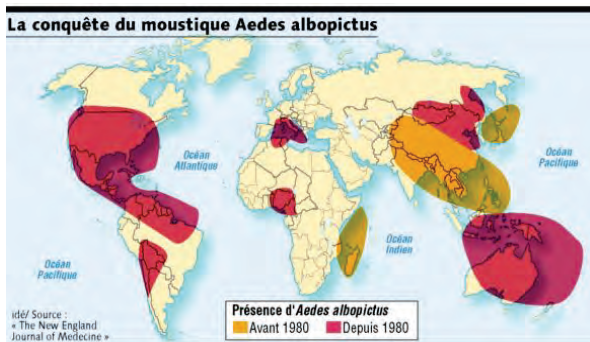 La conquête du moustique Aedes albopictus
Océan
Atlantique
Océan
Pacifique
Océan
Indien
Océan
Pacifique
idé/ Source :
« The New England
Journal of Medecine »
Présence d'Aedes albopictus
Avant 1980 Depuis 1980